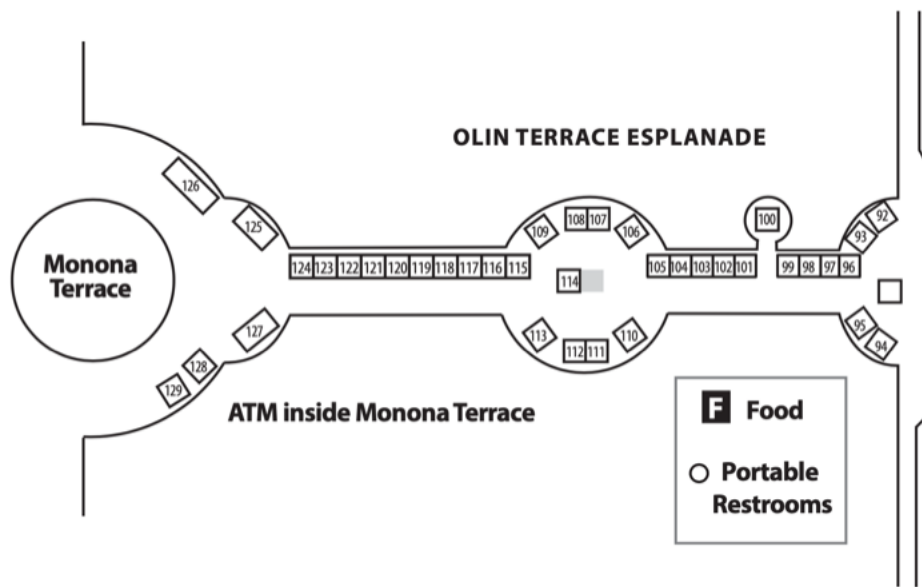 OLIN TERRACE ESPLANADE
126
125
109
108 107
106
100
92
93
Monona
Terrace
124 123 122 121 120 119 118 117 116 115
114
105 104 103 102 101
99 98 97 96
127
128
129
113
112 111
110
95
94
ATM inside Monona Terrace
F Food
Portable
Restrooms